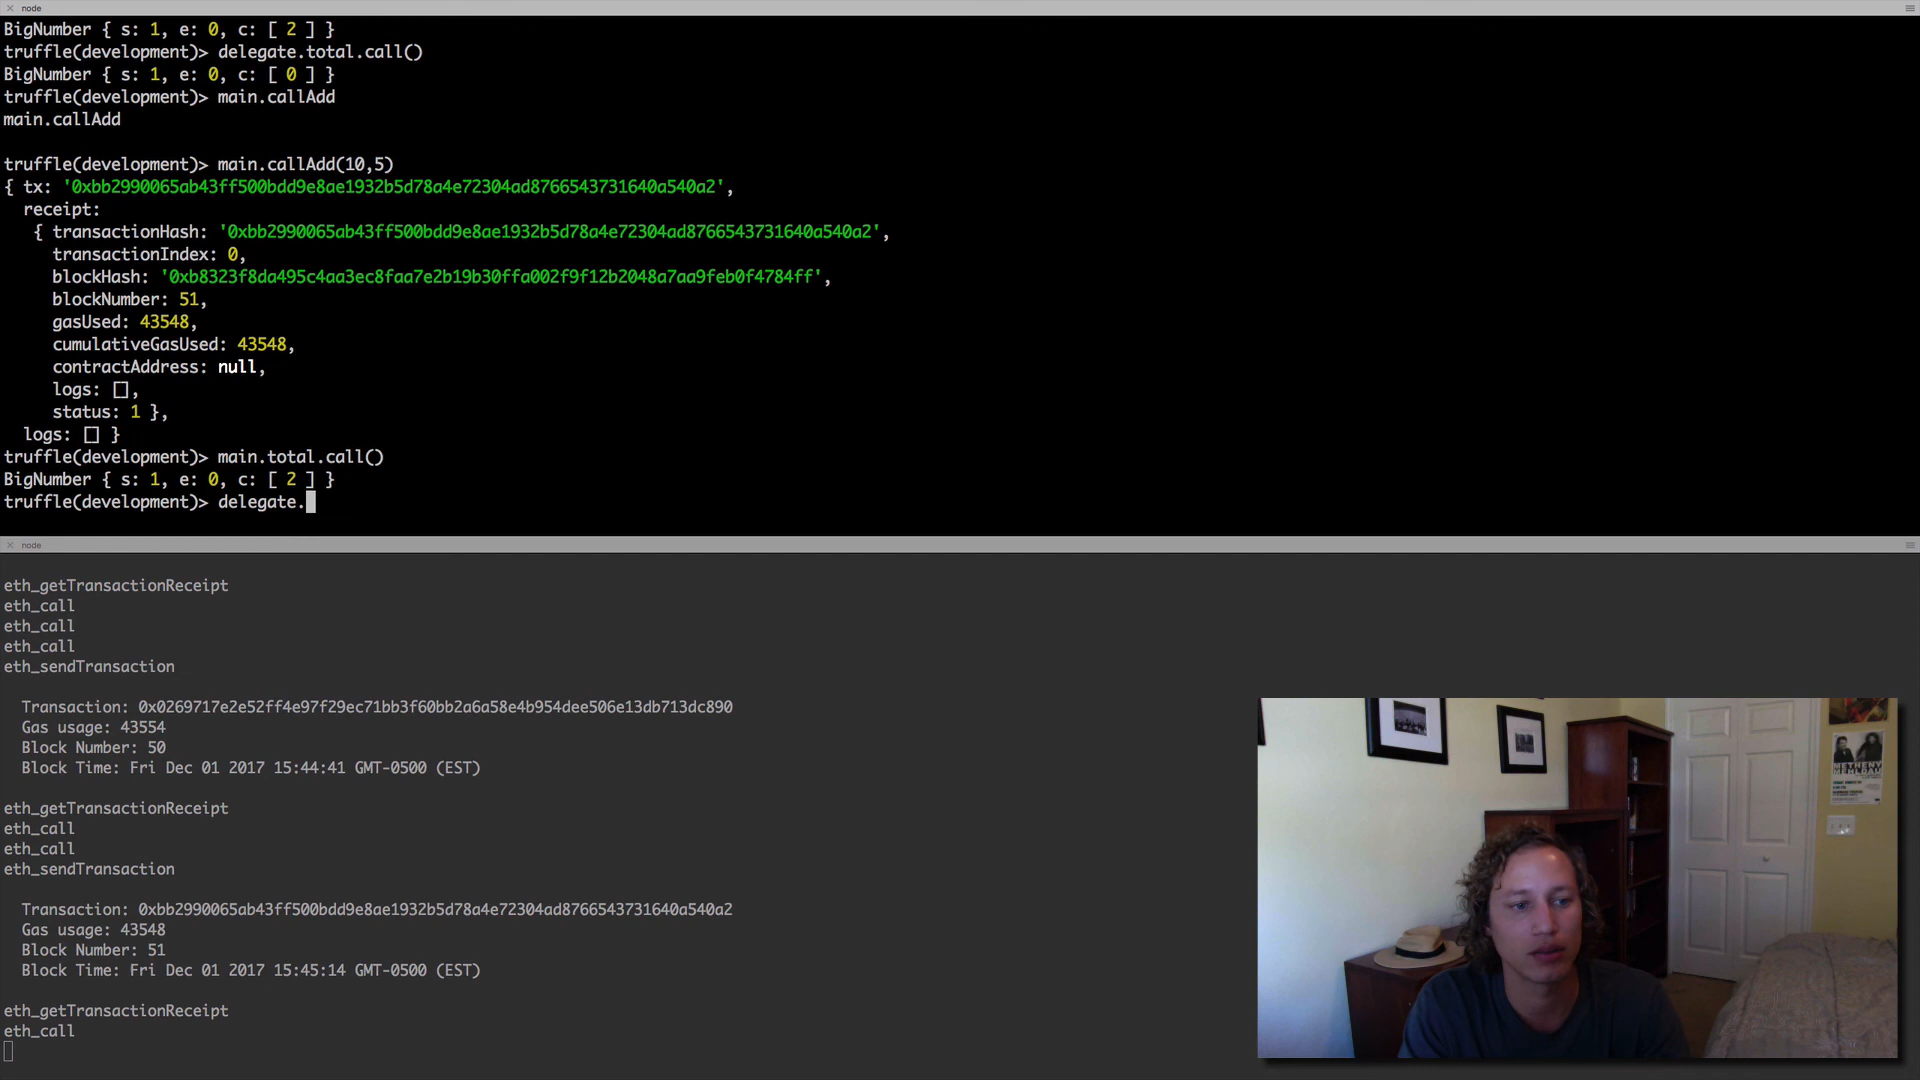 node
BigNumber { s: 1, e: 0, c: [ 2 ] }
truffle(development)> delegate.total.call()
BigNumber { s: 1, e: 0, c: [ 0 ] }
truffle(development)> main.callAdd
main.callAdd
truffle(development)> main.callAdd(10,5)
{ tx: '0xbb2990065ab43ff500bdd9e8ae1932b5d78a4e72304ad8766543731640a540a2',
receipt:
{ transactionHash: '0xbb2990065ab43ff500bdd9e8ae1932b5d78a4e72304ad8766543731640a540a2',
transactionIndex: 0,
blockHash: '0xb8323f8da495c4aa3ec8faa7e2b19b30ffa002f9f12b2048a7aa9feb0f4784ff',
blockNumber: 51,
gasUsed: 43548,
cumulativeGasUsed: 43548,
contractAddress: null,
logs: [],
status: 1 },
logs: [] }
truffle(development)> main.total.call()
BigNumber { s: 1, e: 0, c: [ 2 ] }
truffle(development)> delegate.
node
eth_getTransactionReceipt
eth_call
eth_call
eth_call
eth_sendTransaction
Transaction: 0x0269717e2e52ff4e97f29ec71bb3f60bb2a6a58e4b954dee506e13db713dc890
Gas usage: 43554
Block Number: 50
Block Time: Fri Dec 01 2017 15:44:41 GMT-0500 (EST)
eth_getTransactionReceipt
eth_call
eth_call
eth_sendTransaction
Transaction: 0xbb2990065ab43ff500bdd9e8ae1932b5d78a4e72304ad8766543731640a540a2
Gas usage: 43548
Block Number: 51
Block Time: Fri Dec 01 2017 15:45:14 GMT-0500 (EST)
eth_getTransactionReceipt
eth_call
METHENY
MEHLDAU